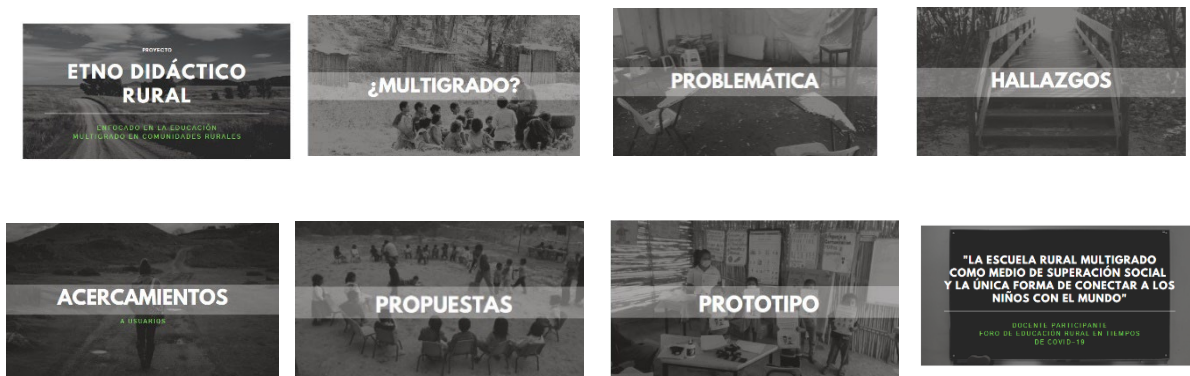 PROYECTO
ETNO DIDÁCTICO
RURAL
ENFOCADO EN LA EDUCACIÓN
MULTIGRADO EN COMUNIDADES RURALES
¿MULTIGRADO?
PROBLEMÁTICA
HALLAZGOS
ACERCAMIENTOS
A USUARIOS
PROPUESTAS
PROTOTIPO
"LA ESCUELA RURAL MULTIGRADO
COMO MEDIO DE SUPERACIÓN SOCIAL
Y LA ÚNICA FORMA DE CONECTAR A LOS
NIÑOS CON EL MUNDO"
DOCENTE PARTICIPANTE
FORO DE EDUCACIÓN RURAL EN TIEMPOS
DE COVID-19